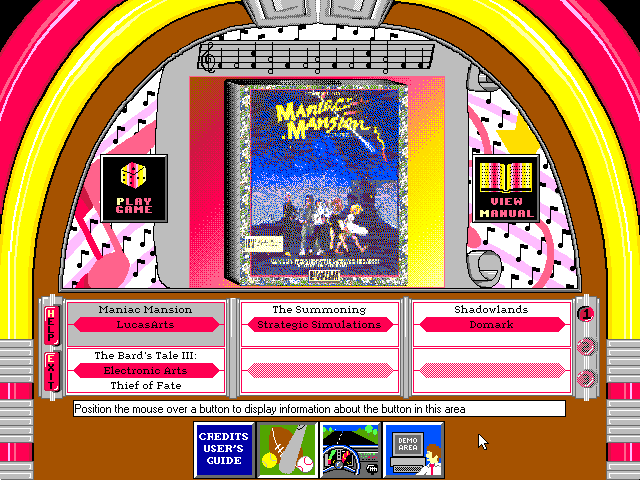 MANIAC
MANSION
PLAY
GAME
VIEW
MANUAL
HELP
EXIT
Maniac Mansion
LucasArts
The Summoning
Strategic Simulations
Shadowlands
Domark
1
The Bard's Tale III:
Electronic Arts
Thief of Fate
Position the mouse over a button to display information about the button in this area
CREDITS
USER'S
GUIDE
DEMO
AREA